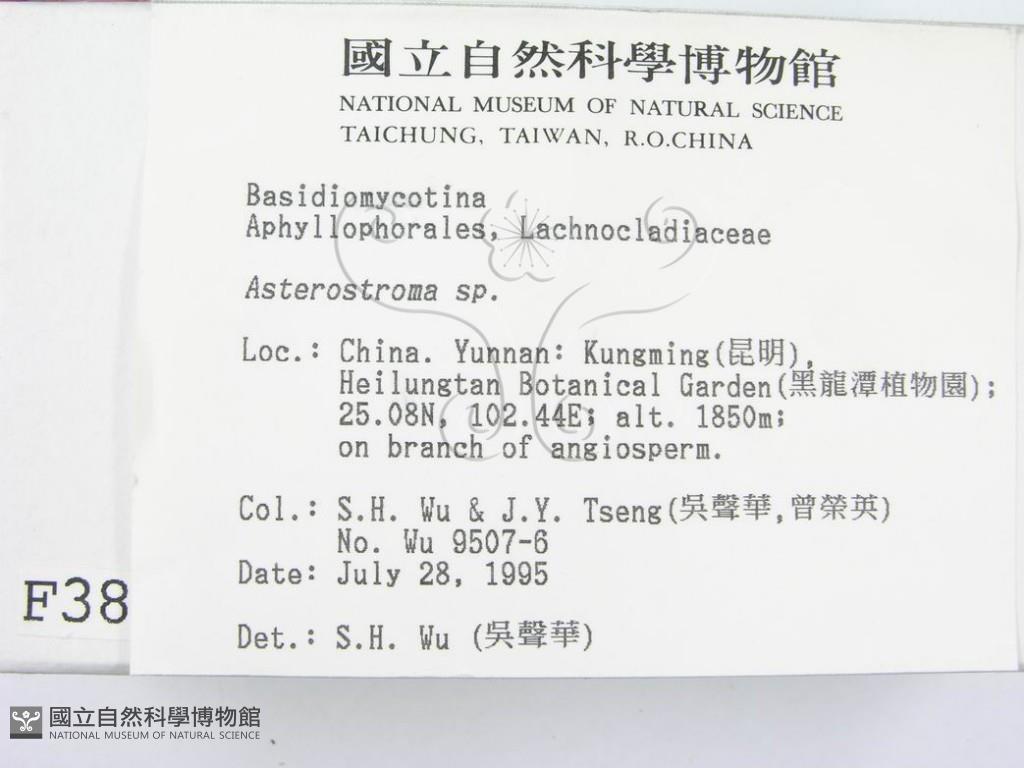 國立自然科學博物館
NATIONAL MUSEUM OF NATURAL SCIENCE
TAICHUNG, TAIWAN, R.O.CHINA
Basidiomycotina
Aphyllophorales, Lachnocladiaceae
Asterostroma sp.
Loc.: China. Yunnan: Kungming(昆明),
Heilungtan Botanical Garden(黑龍潭植物園);
25.08N, 102.44E; alt. 1850m;
on branch of angiosperm.
Col.: S.H. Wu & J.Y. Tseng(吳聲華,曾榮英)
No. Wu 9507-6
Date: July 28, 1995
F38
Det.: S.H. Wu (吳聲華)
國立自然科學博物館
NATIONAL MUSEUM OF NATURAL SCIENCE